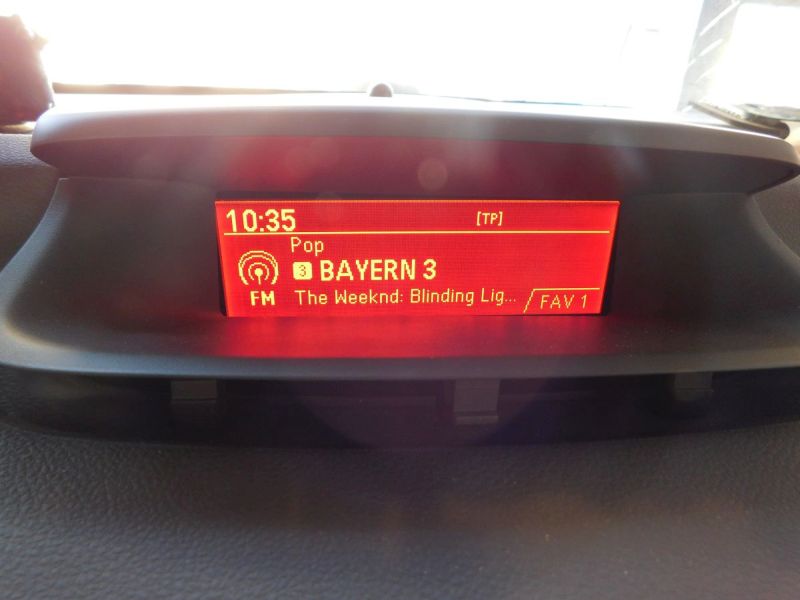 10:35 [TP]
Pop
3 BAYERN 3
FM The Weeknd: Blinding Lig... FAV 1